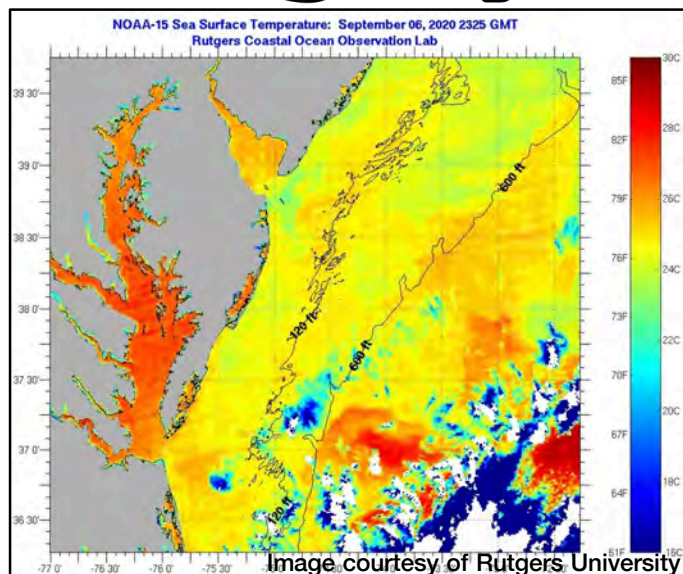 NOAA-15 Sea Surface Temperature: September 06, 2020 2325 GMT
Rutgers Coastal Ocean Observation Lab
39.30'
39 0'
38.30'
38 0'
37.30'
37 0'
36.30'
-77 0'
-76.30'
-76 0'
-75.30'
120 ft
600 ft
600 ft
120 ft
85F
82F
79F
76F
73F
70F
67F
64F
61F
30C
28C
26C
24C
22C
20C
18C
16C
Image courtesy of Rutgers University